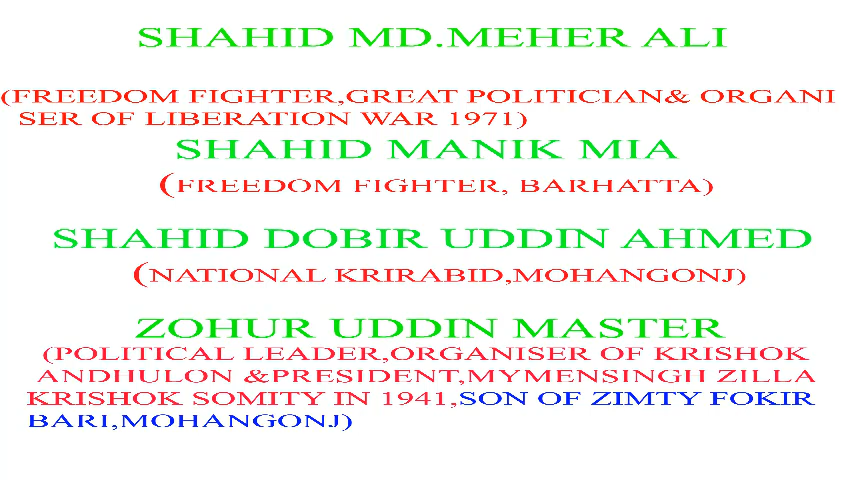 SHAHID MD.MEHER ALI
(FREEDOM FIGHTER,GREAT POLITICIAN& ORGANI
SER OF LIBERATION WAR 1971)
SHAHID MANIK MIA
(FREEDOM FIGHTER, BARHATTA)
SHAHID DOBIR UDDIN AHMED
(NATIONAL KRIRABID,MOHANGONJ)
ZOHUR UDDIN MASTER
(POLITICAL LEADER,ORGANISER OF KRISHOK
ANDHULON &PRESIDENT,MYMENSINGH ZILLA
KRISHOK SOMITY IN 1941,SON OF ZIMTY FOKIR
BARI,MOHANGONJ)